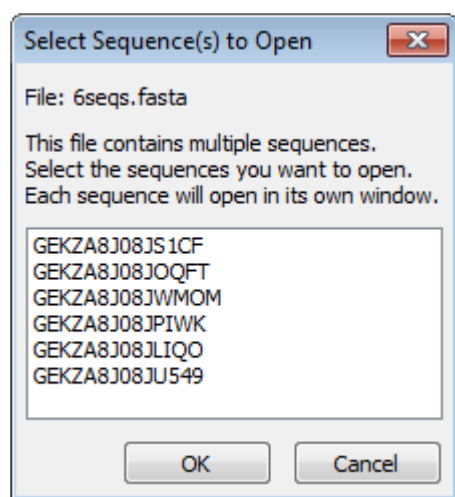 Select Sequence(s) to Open
File: 6seqs.fasta
This file contains multiple sequences.
Select the sequences you want to open.
Each sequence will open in its own window.
GEKZA8J08JS1CF
GEKZA8J08JOQFT
GEKZA8J08JWMOM
GEKZA8J08JPIWK
GEKZA8J08JLIQO
GEKZA8J08JU549
OK
Cancel